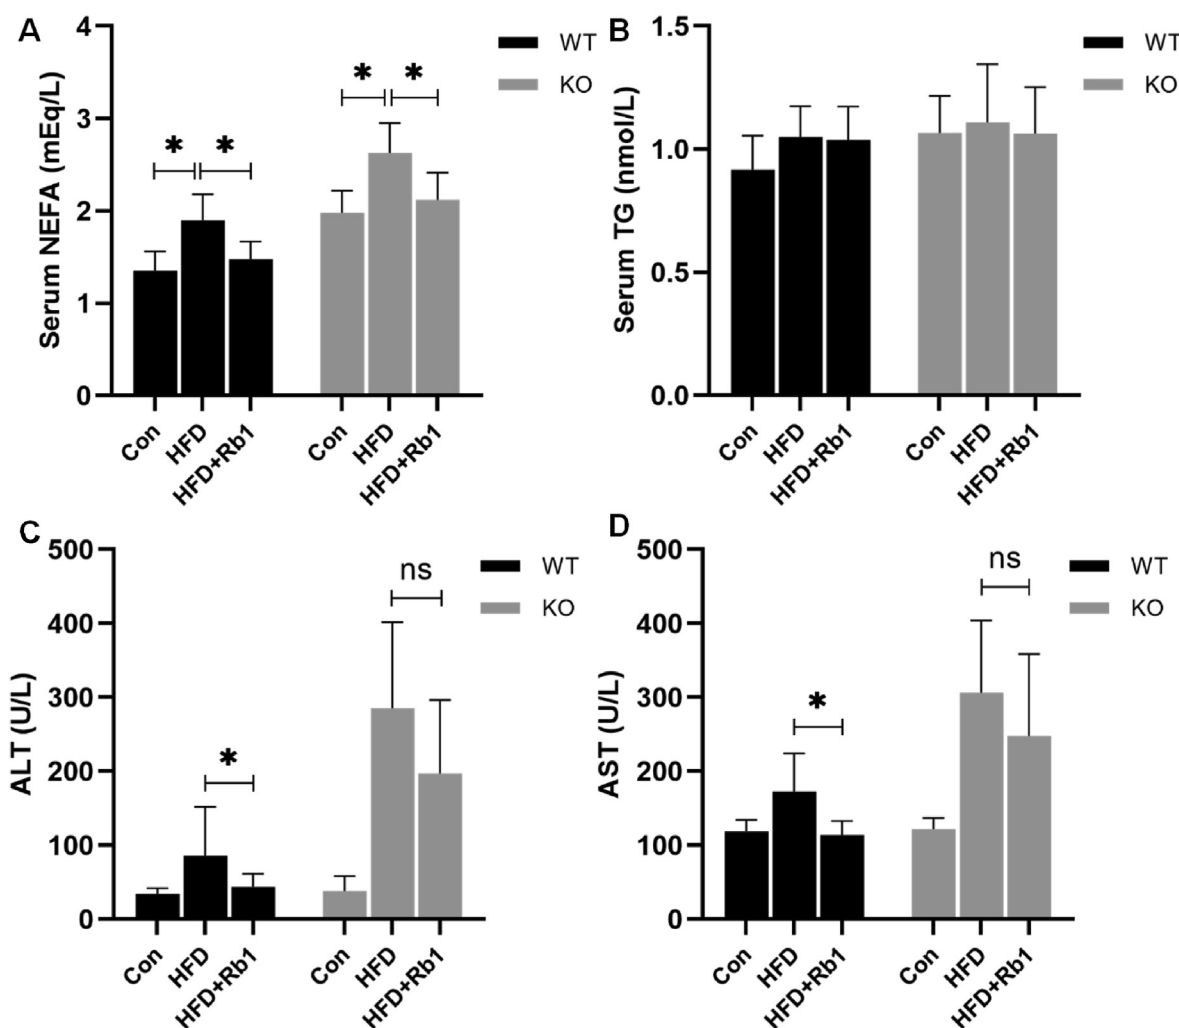 A
Serum NEFA (mEq/L)
4
3
2
1
0
* *
* *
WT
KO
Con HFD HFD+Rb1 Con HFD HFD+Rb1
B
Serum TG (nmol/L)
1.5
1.0
0.5
0.0
WT
KO
Con HFD HFD+Rb1 Con HFD HFD+Rb1
C
ALT (U/L)
500
400
300
200
100
0
*
ns
WT
KO
Con HFD HFD+Rb1 Con HFD HFD+Rb1
D
AST (U/L)
500
400
300
200
100
0
*
ns
WT
KO
Con HFD HFD+Rb1 Con HFD HFD+Rb1